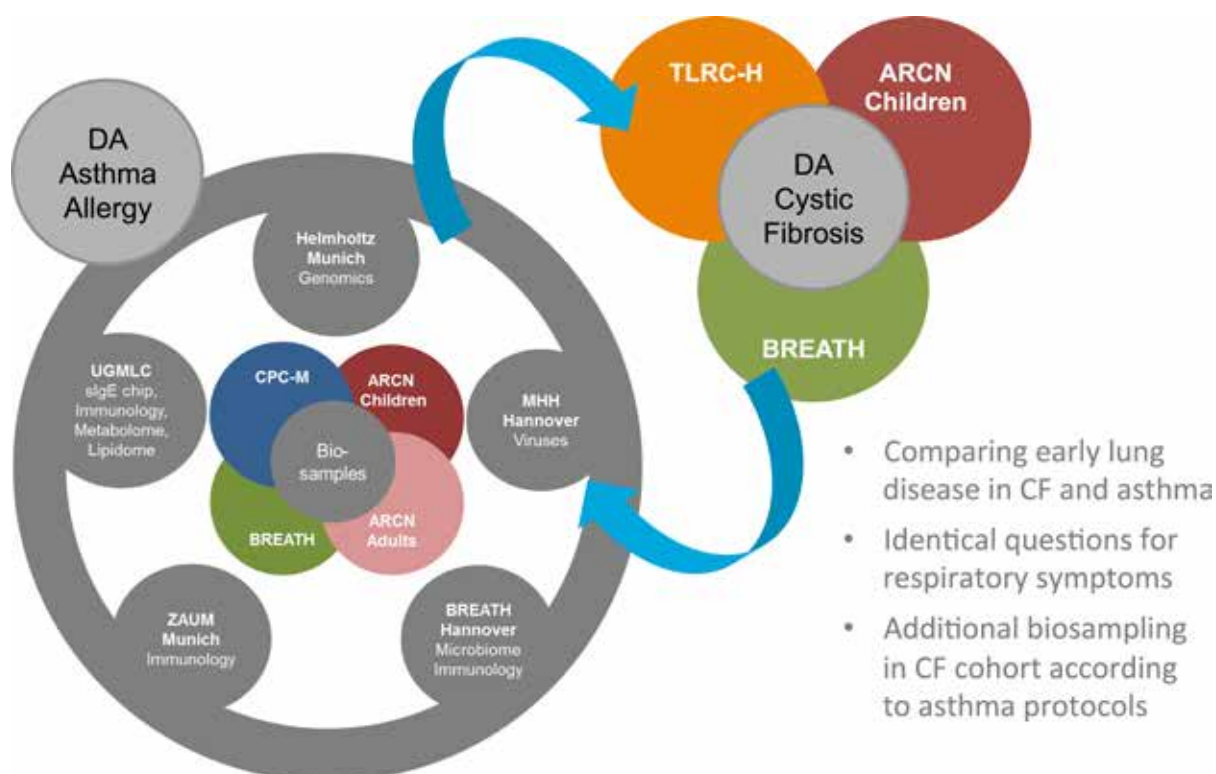 DA
Asthma
Allergy
Helmholtz
Munich
Genomics
UGMLC
sIgE chip,
Immunology,
Metabolome,
Lipidome
CPC-M
ARCN
Children
Bio-
samples
BREATH
ARCN
Adults
MHH
Hannover
Viruses
ZAUM
Munich
Immunology
BREATH
Hannover
Microbiome
Immunology
TLRC-H
ARCN
Children
DA
Cystic
Fibrosis
BREATH
• Comparing early lung
disease in CF and asthma
• Identical questions for
respiratory symptoms
• Additional biosampling
in CF cohort according
to asthma protocols